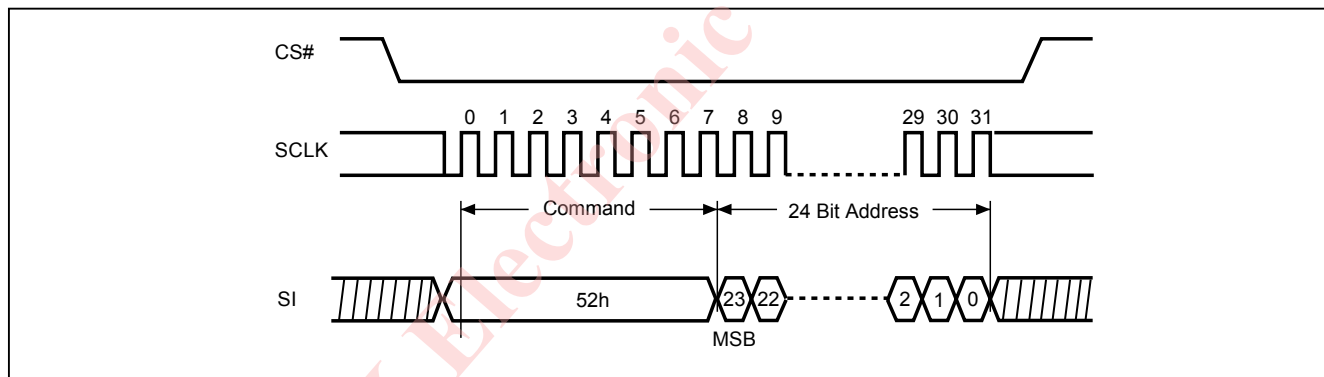 CS#
0 1 2 3 4 5 6 7 8 9 29 30 31
SCLK
Command 24 Bit Address
SI 52h 23 22 2 1 0
MSB
Electronic